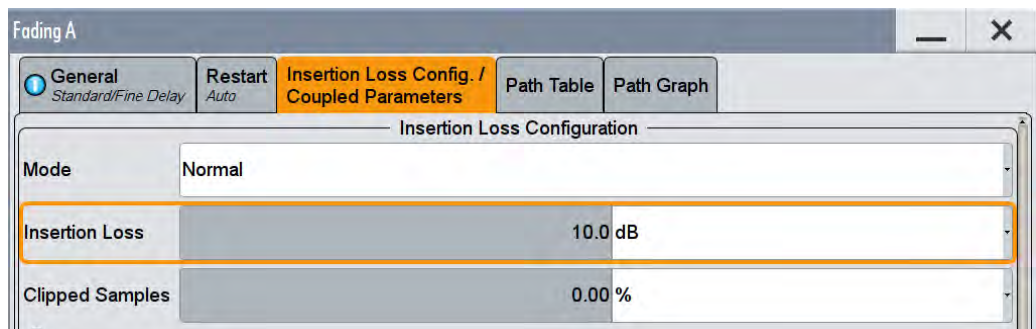 Fading A
General
Standard/Fine Delay
Restart
Auto
Insertion Loss Config. /
Coupled Parameters
Path Table
Path Graph
Insertion Loss Configuration
Mode Normal
Insertion Loss 10.0 dB
Clipped Samples 0.00 %